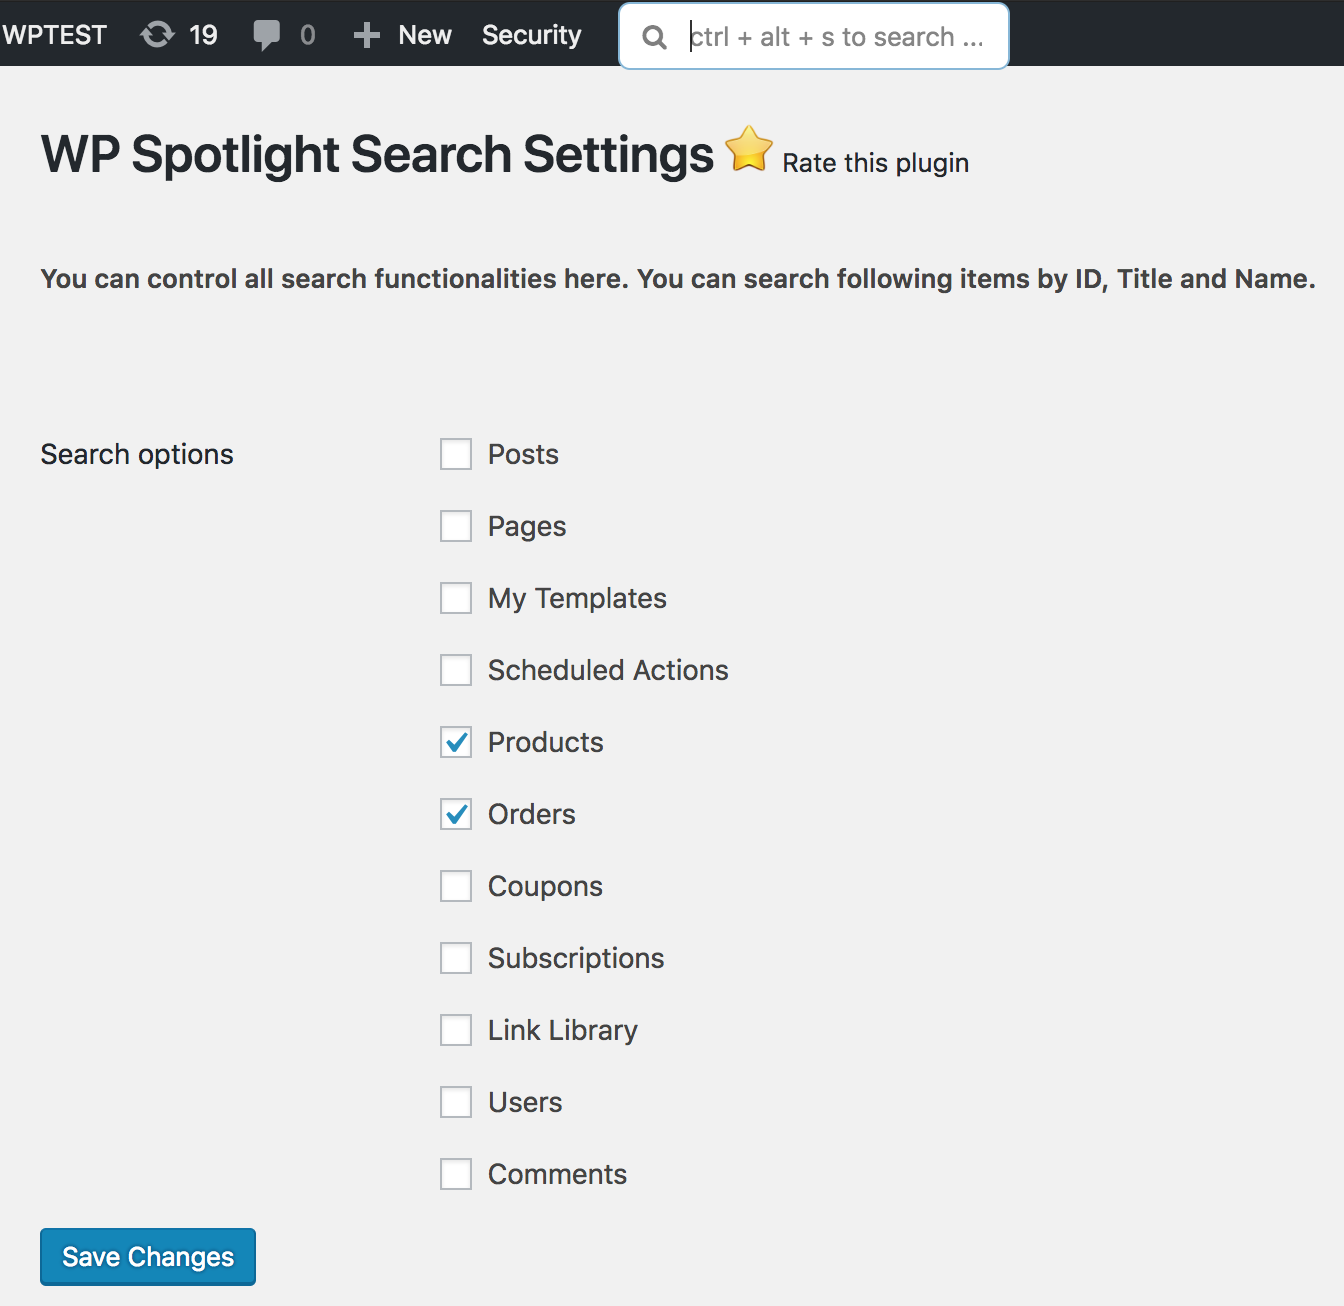 WPTEST 19 0 New Security ctrl + alt + s to search ...
WP Spotlight Search Settings Rate this plugin
You can control all search functionalities here. You can search following items by ID, Title and Name.
Search options Posts
Pages
My Templates
Scheduled Actions
Products
Orders
Coupons
Subscriptions
Link Library
Users
Comments
Save Changes